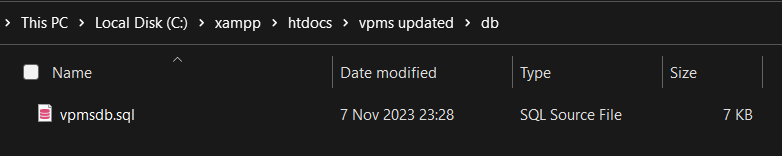 This PC > Local Disk (C:) > xampp > htdocs > vpms updated > db
Name Date modified Type Size
vpmsdb.sql 7 Nov 2023 23:28 SQL Source File 7 KB